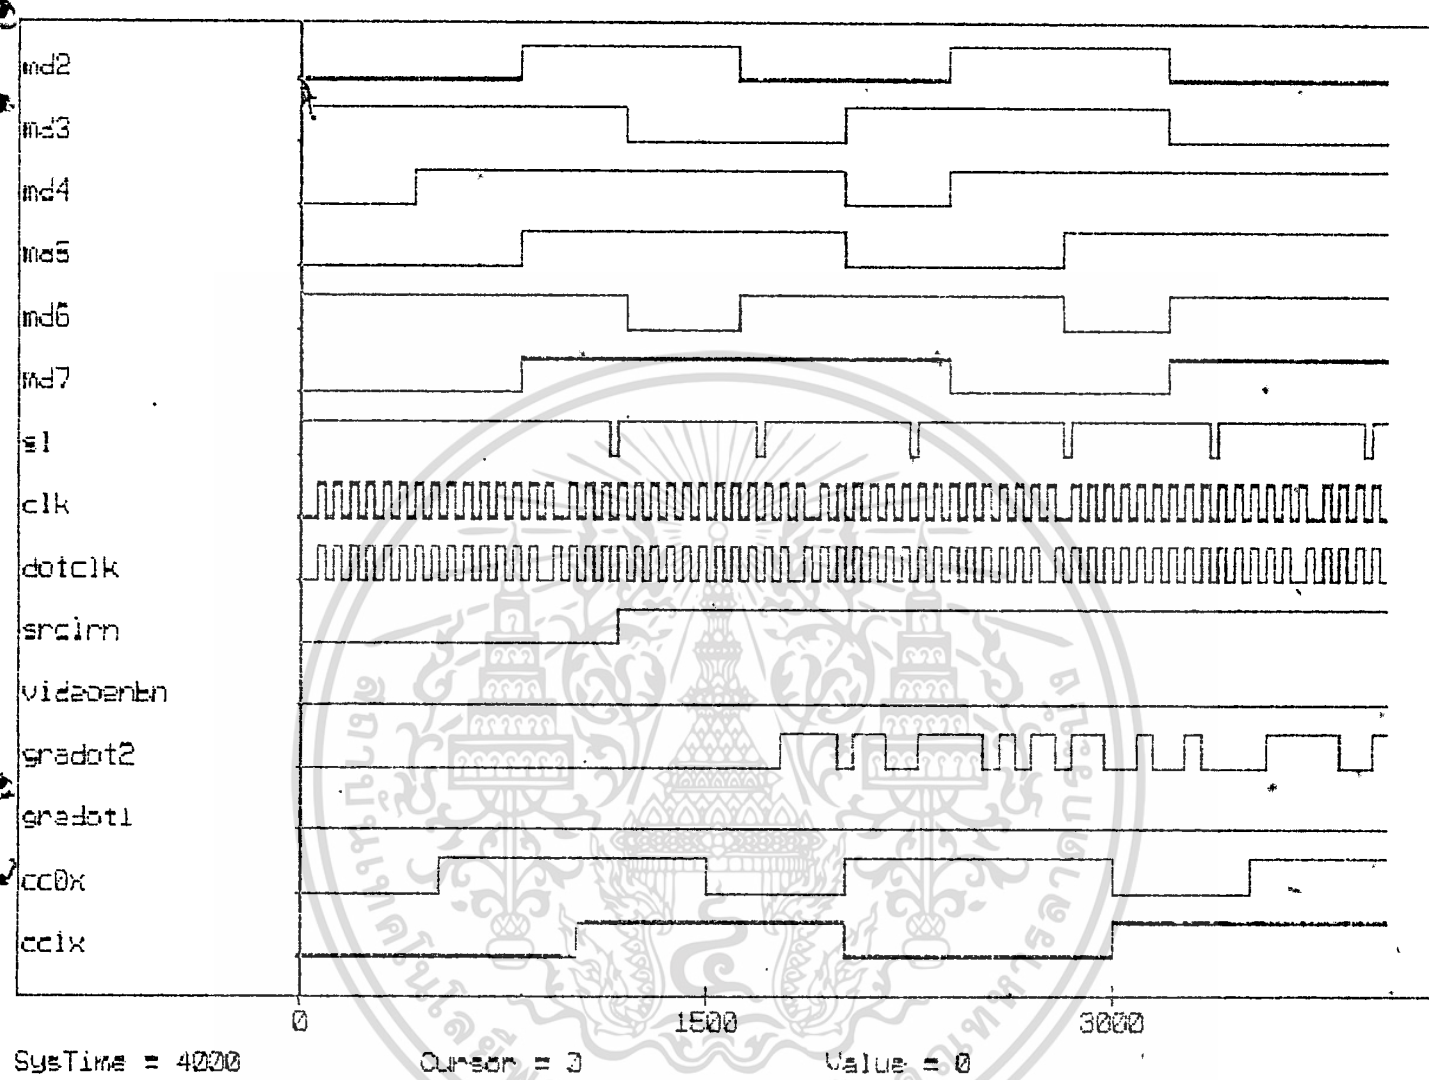 md2
md3
md4
md5
md6
md7
sl
clk
dotclk
srclrn
videoenbn
gradot2
gradot1
cc0x
cc1x
0 1500 3000
SysTime = 4000 Cursor = 0 Value = 0